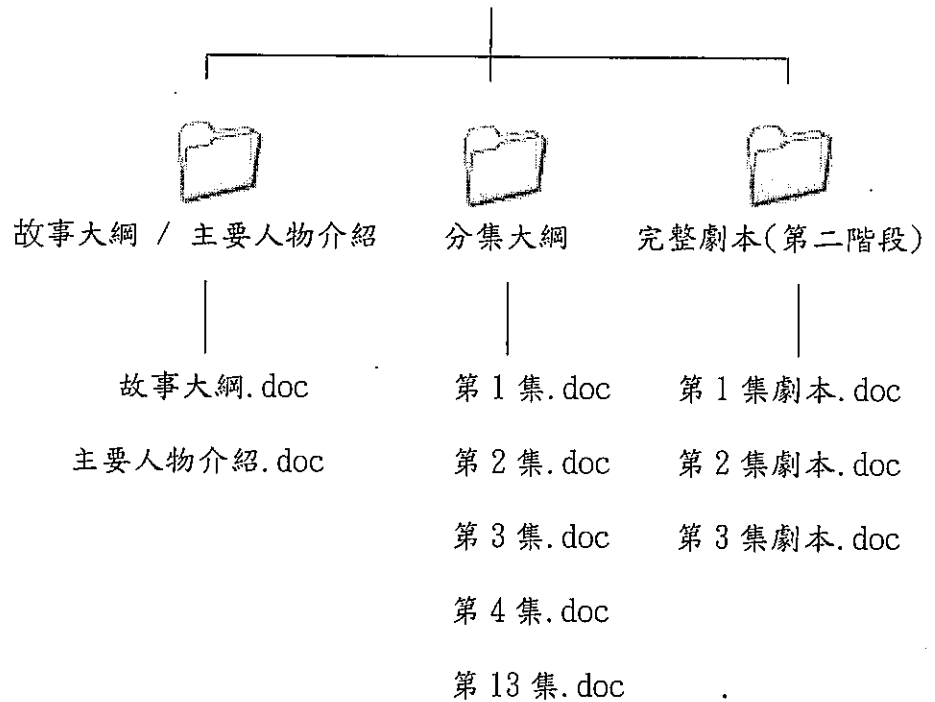 故事大綱 / 主要人物介紹
分集大綱
完整劇本(第二階段)
故事大綱.doc
第 1 集.doc
第 1 集劇本.doc
主要人物介紹.doc
第 2 集.doc
第 2 集劇本.doc
第 3 集.doc
第 3 集劇本.doc
第 4 集.doc
第 13 集.doc